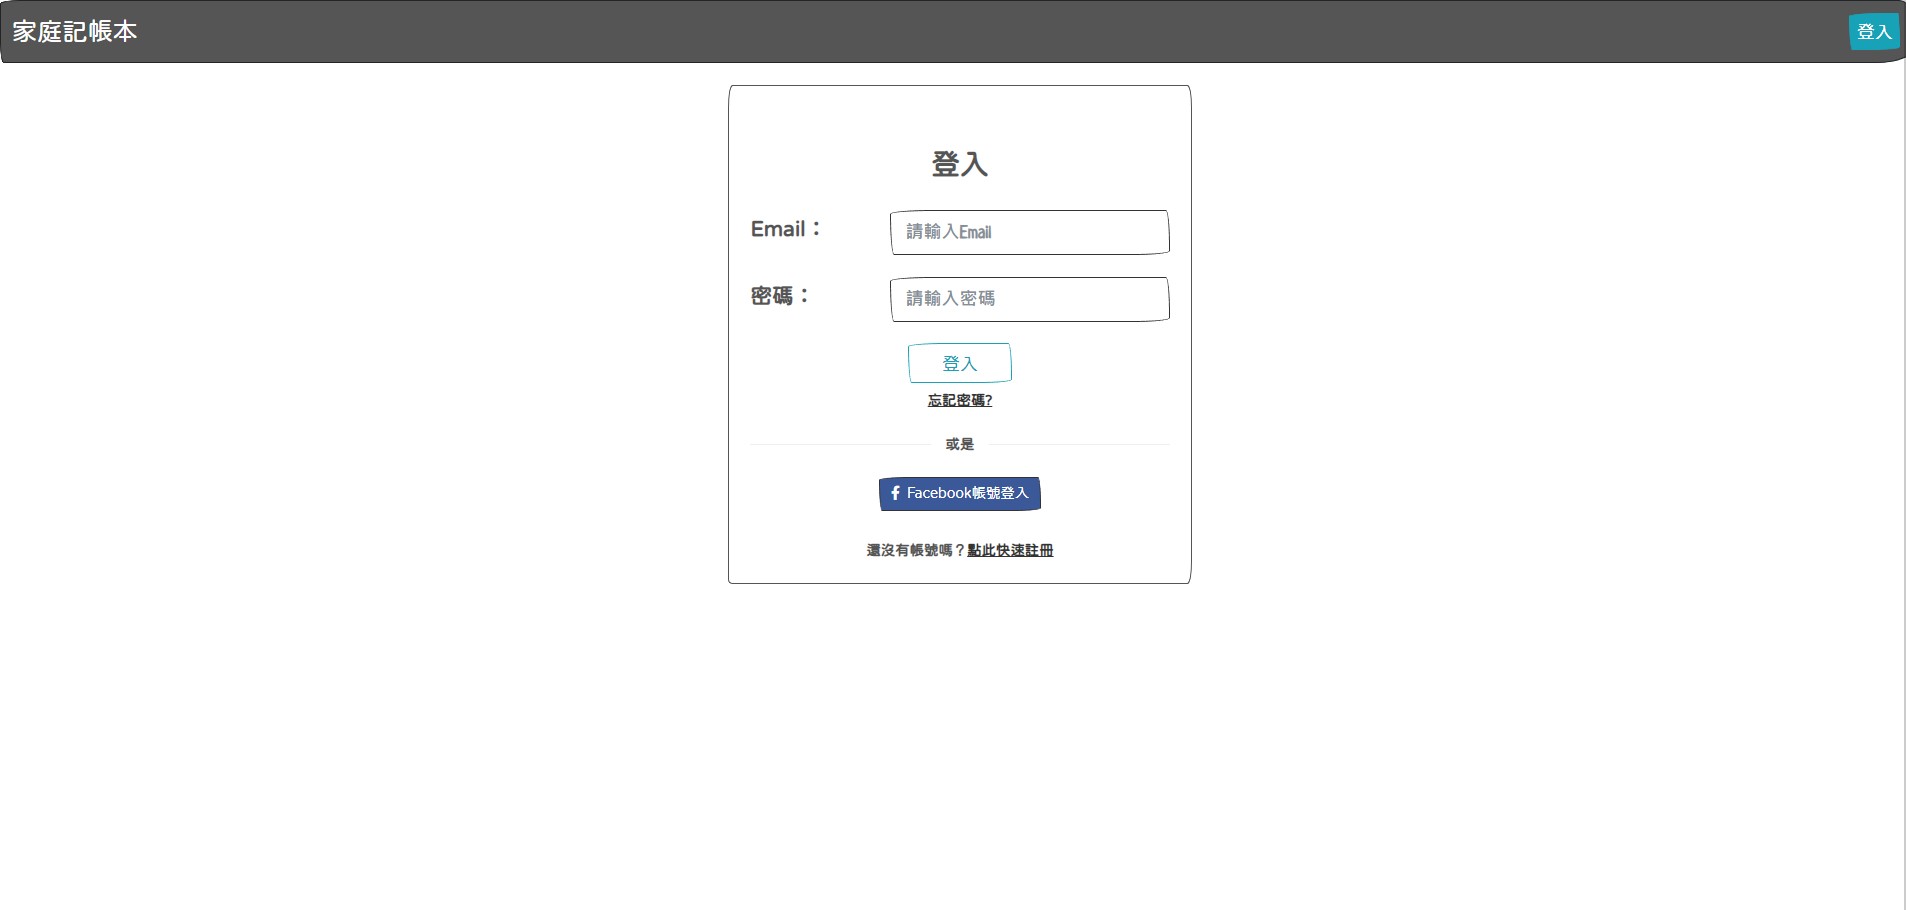 家庭記帳本
登入
登入
Email：
請輸入Email
密碼：
請輸入密碼
登入
忘記密碼?
或是
Facebook帳號登入
還沒有帳號嗎？點此快速註冊